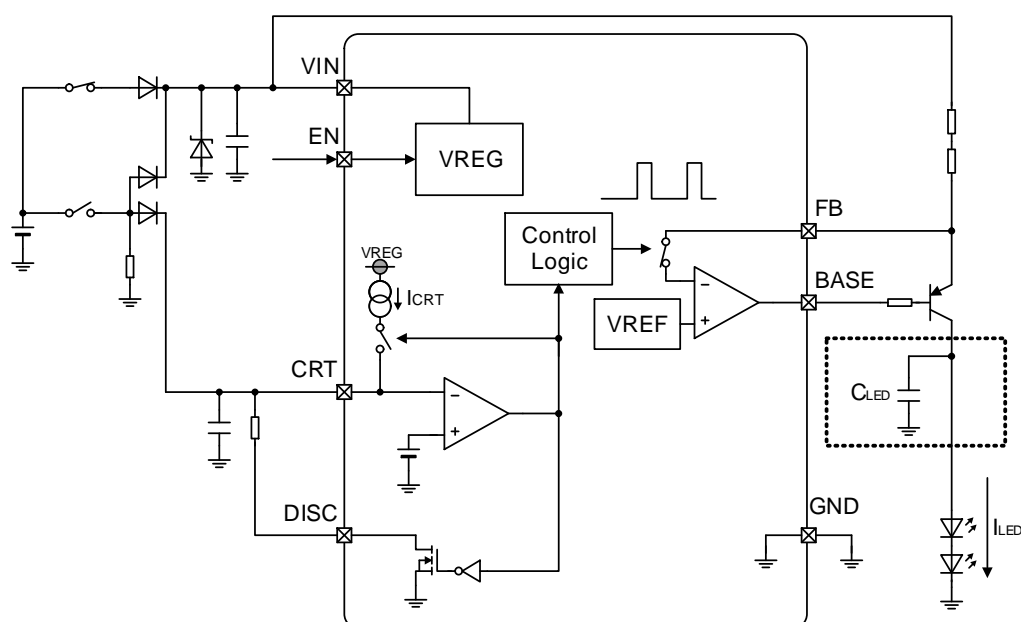 VIN
EN
VREG
FB
Control
Logic
VREG
ICRT
BASE
VREF
−
+
CRT
CLED
−
+
DISC
GND
ILED